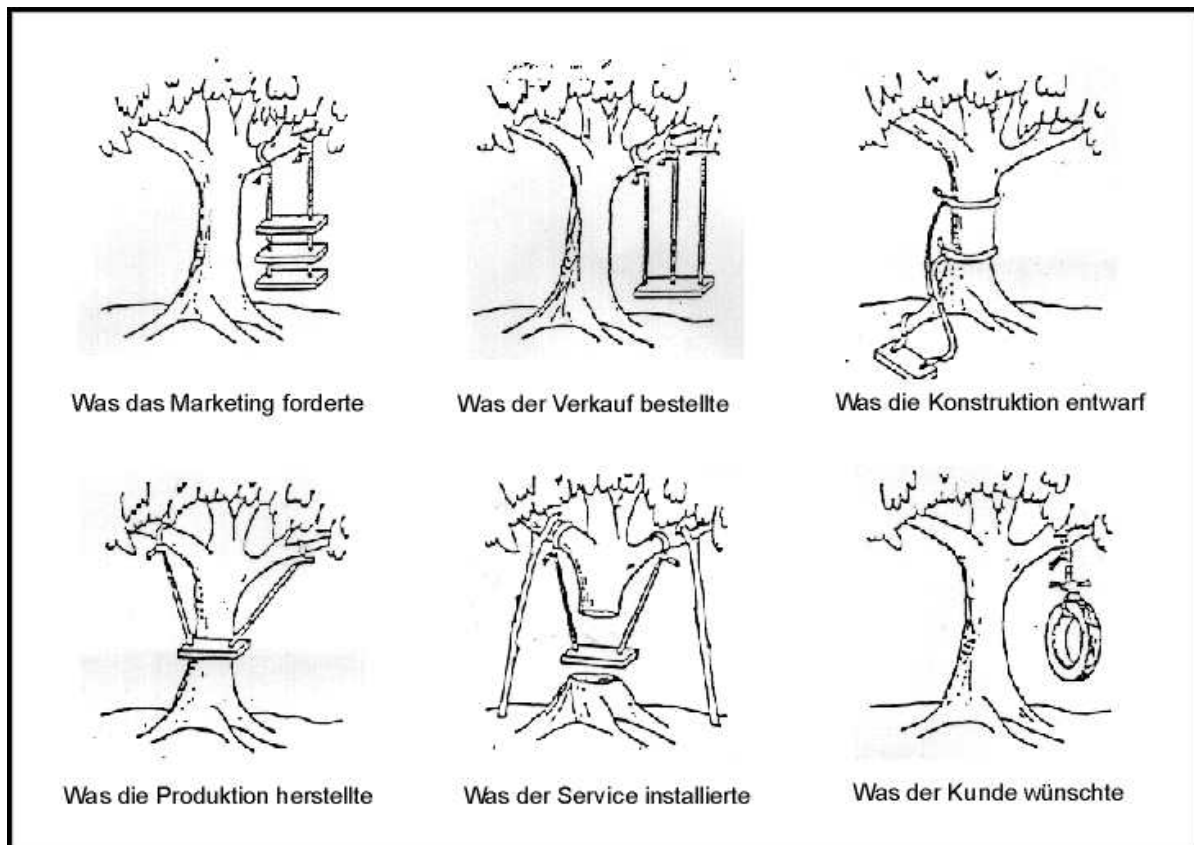 Was das Marketing forderte
Was der Verkauf bestellte
Was die Konstruktion entwarf
Was die Produktion herstellte
Was der Service installierte
Was der Kunde wünschte